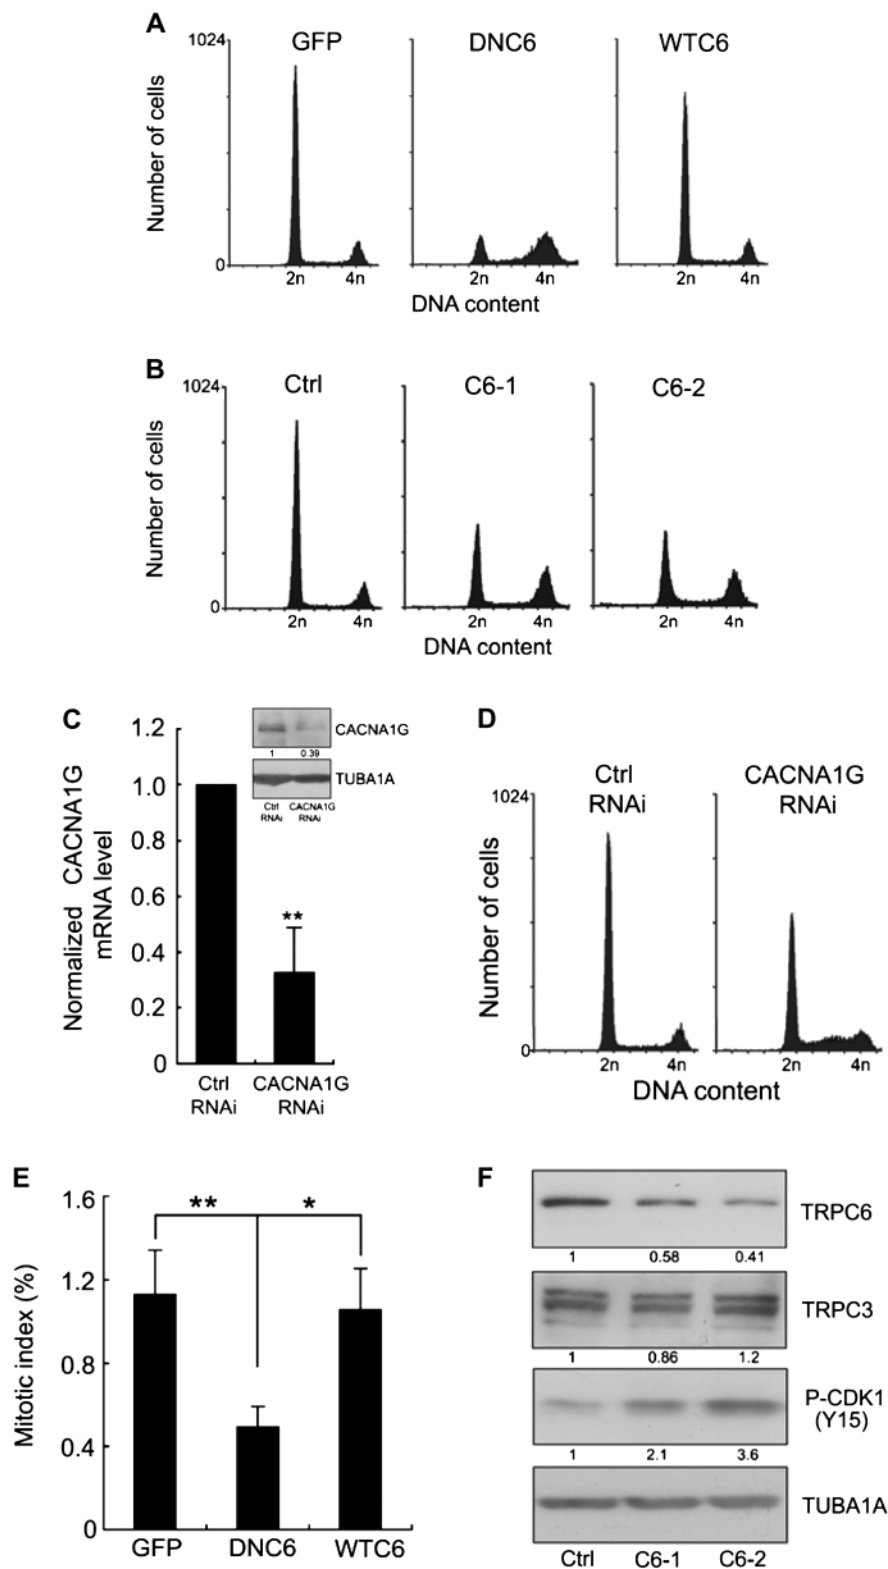 A
GFP
DNC6
WTC6
1024
Number of cells
0
2n 4n
2n 4n
2n 4n
DNA content
B
Ctrl
C6-1
C6-2
1024
Number of cells
0
2n 4n
2n 4n
2n 4n
DNA content
C
Normalized CACNA1G
mRNA level
1.2
1.0
0.8
0.6
0.4
0.2
0
**
CACNA1G
1 0.39
TUBA1A
Ctrl
RNAi
CACNA1G
RNAi
Ctrl
RNAi
CACNA1G
RNAi
D
Ctrl
RNAi
CACNA1G
RNAi
1024
Number of cells
0
2n 4n
2n 4n
DNA content
E
Mitotic index (%)
1.6
1.2
0.8
0.4
0
**
*
GFP DNC6 WTC6
F
TRPC6
1 0.58 0.41
TRPC3
1 0.86 1.2
P-CDK1
(Y15)
1 2.1 3.6
TUBA1A
Ctrl C6-1 C6-2